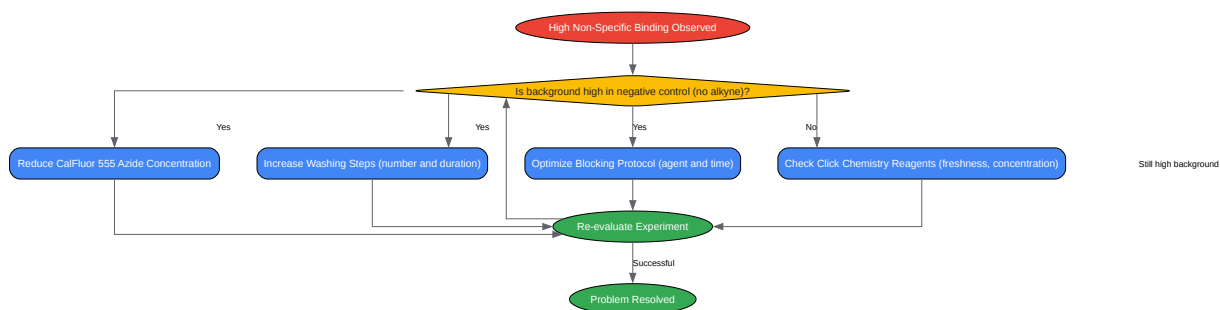 High Non-Specific Binding Observed
Is background high in negative control (no alkyne)?
Yes
Yes
Yes
No
Reduce CalFluor 555 Azide Concentration
Increase Washing Steps (number and duration)
Optimize Blocking Protocol (agent and time)
Check Click Chemistry Reagents (freshness, concentration)
Still high background
Re-evaluate Experiment
Successful
Problem Resolved